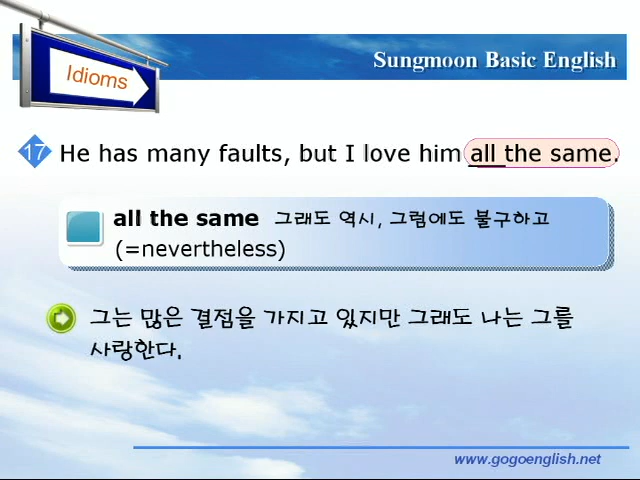 Idioms
Sungmoon Basic English
17 He has many faults, but I love him all the same.
all the same 그래도 역시, 그럼에도 불구하고
(=nevertheless)
그는 많은 결점을 가지고 있지만 그래도 나는 그를
사랑한다.
www.gogoenglish.net